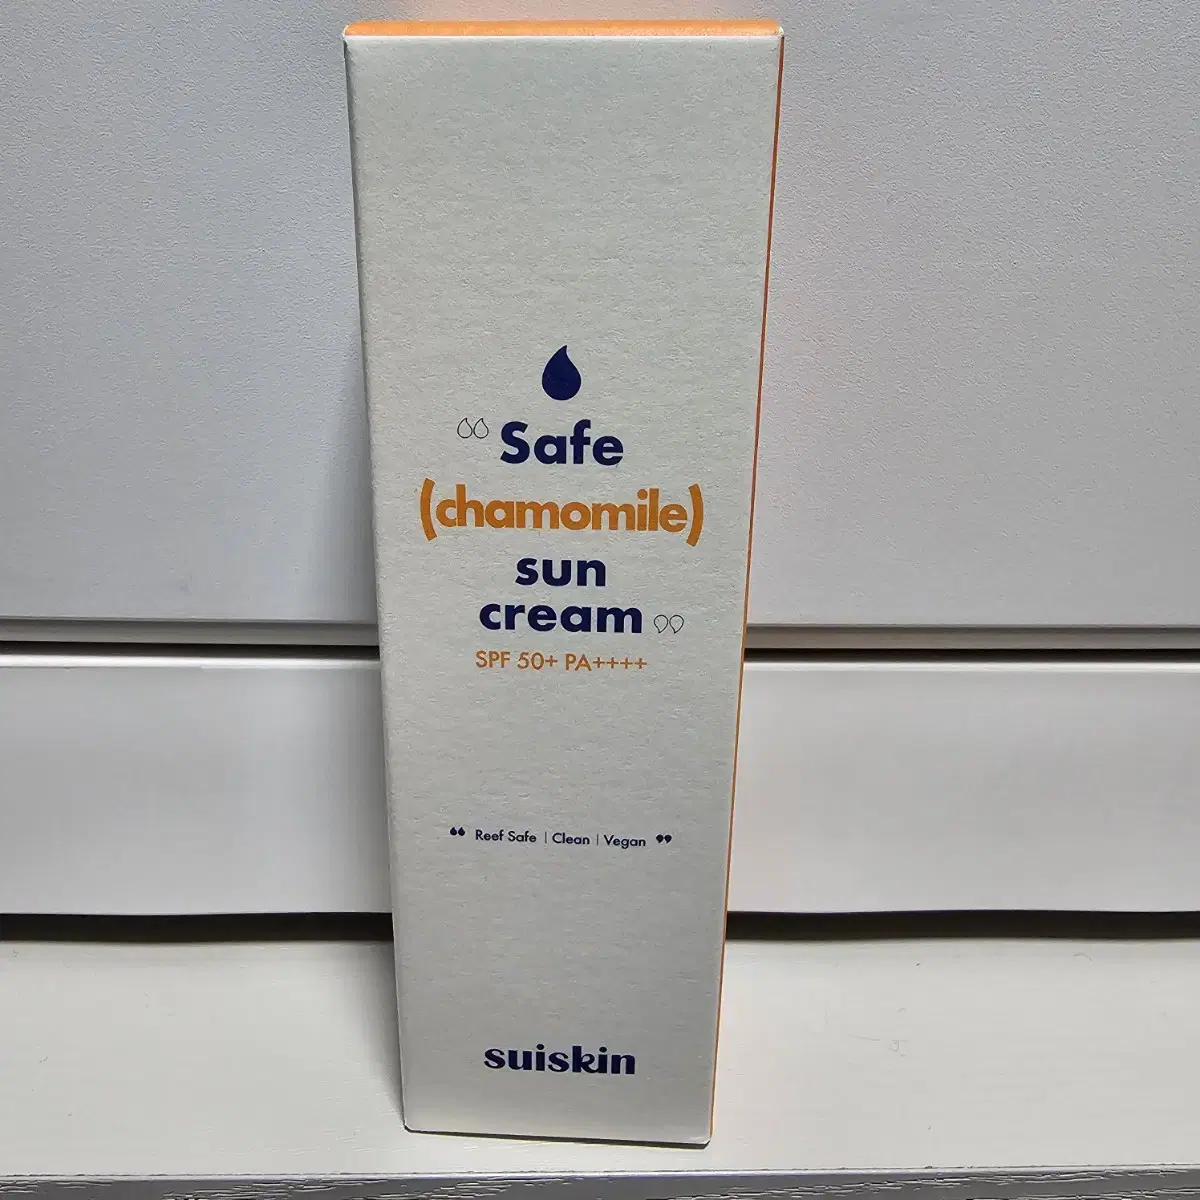 Safe
(chamomile)
sun
cream
SPF 50+ PA++++
Reef Safe | Clean | Vegan
suiskin